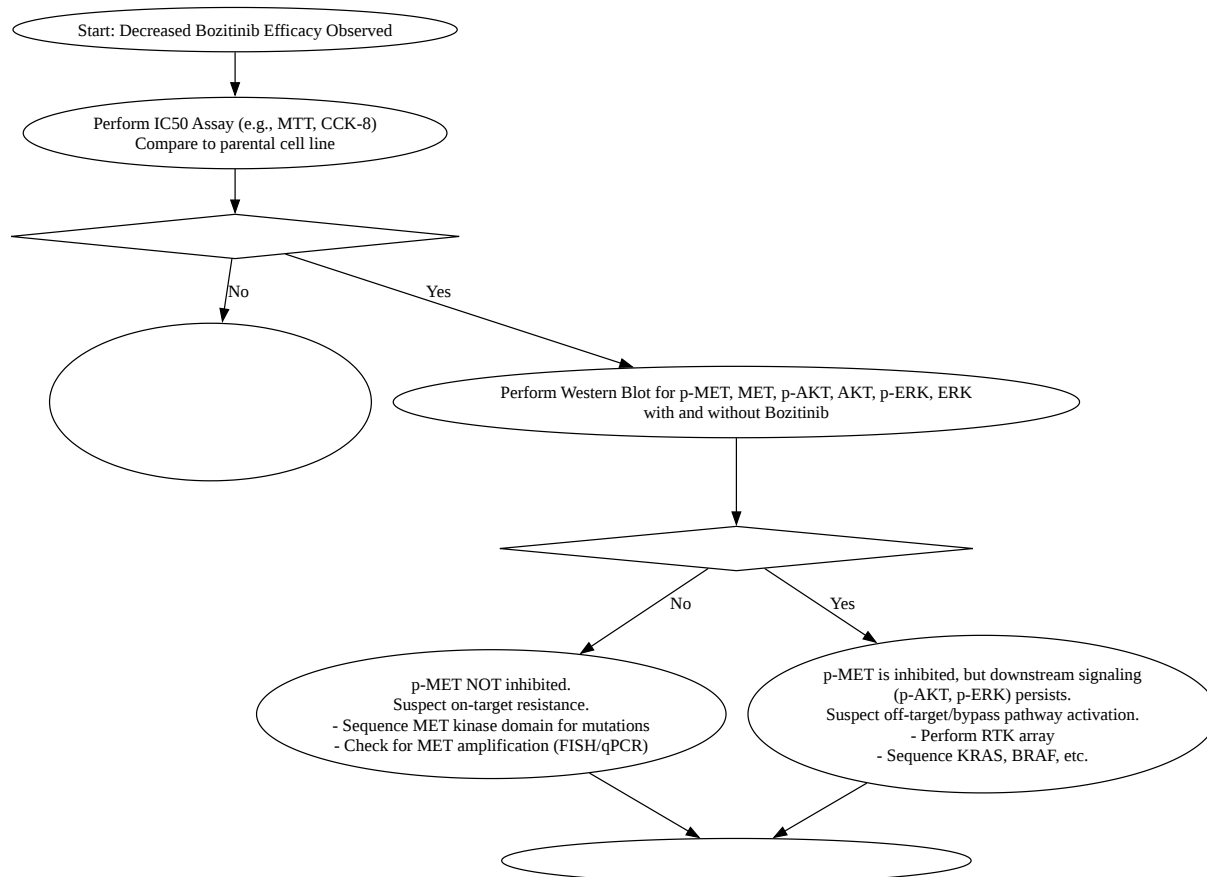 Start: Decreased Bozitinib Efficacy Observed
Perform IC50 Assay (e.g., MTT, CCK-8)
Compare to parental cell line
No
Yes
Perform Western Blot for p-MET, MET, p-AKT, AKT, p-ERK, ERK
with and without Bozitinib
No
Yes
p-MET NOT inhibited.
Suspect on-target resistance.
- Sequence MET kinase domain for mutations
- Check for MET amplification (FISH/qPCR)
p-MET is inhibited, but downstream signaling
(p-AKT, p-ERK) persists.
Suspect off-target/bypass pathway activation.
- Perform RTK array
- Sequence KRAS, BRAF, etc.